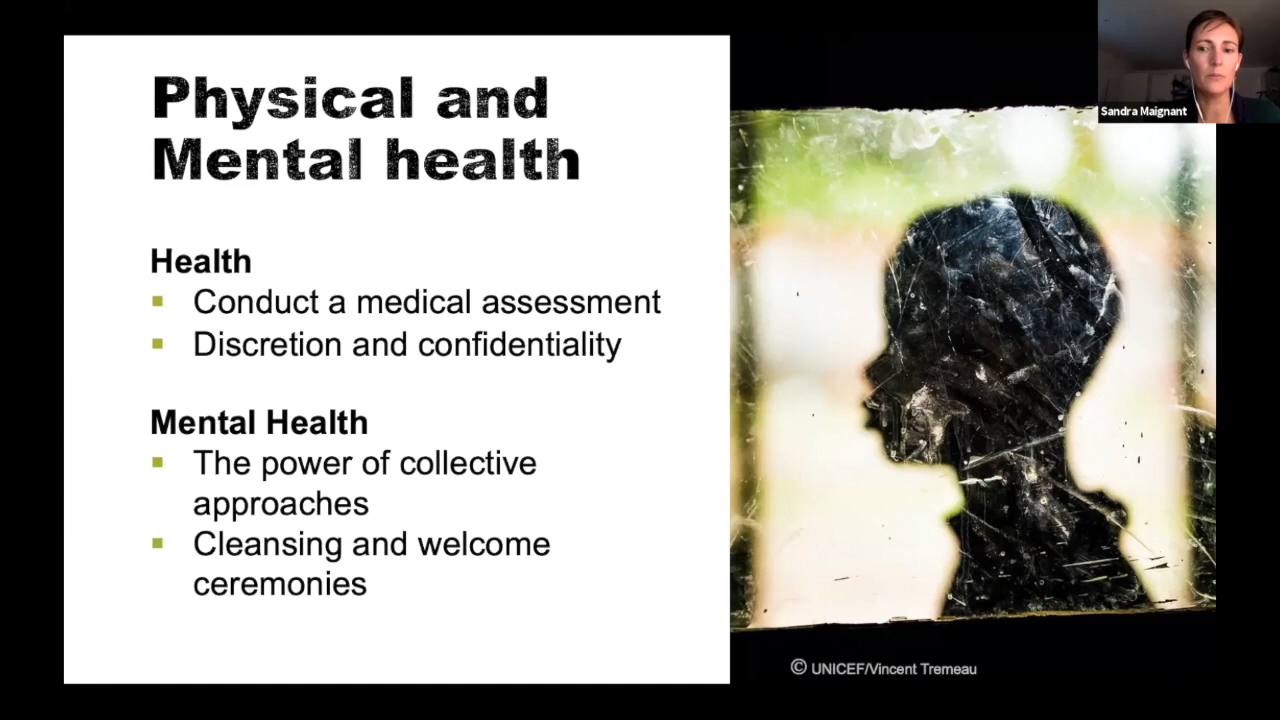 Physical and
Mental health
Health
▪ Conduct a medical assessment
▪ Discretion and confidentiality
Mental Health
▪ The power of collective
approaches
▪ Cleansing and welcome
ceremonies
Sandra Maignant
© UNICEF/Vincent Tremeau